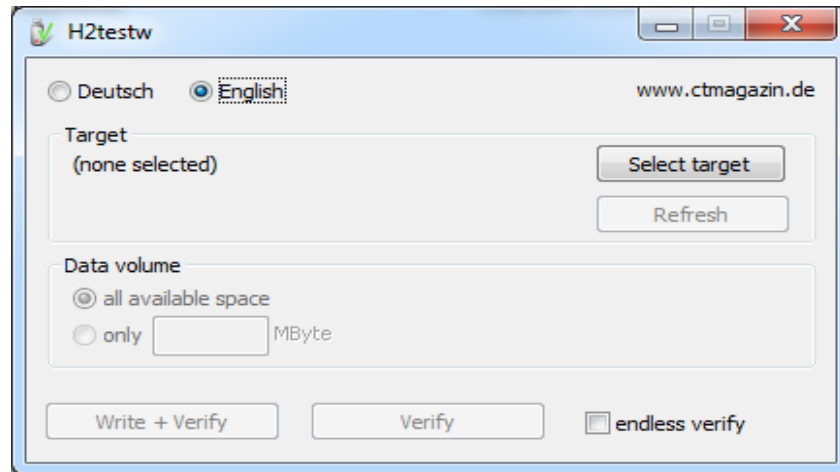 H2testw
Deutsch English www.ctmagazin.de
Target
(none selected) Select target
Refresh
Data volume
all available space
only MByte
Write + Verify Verify endless verify